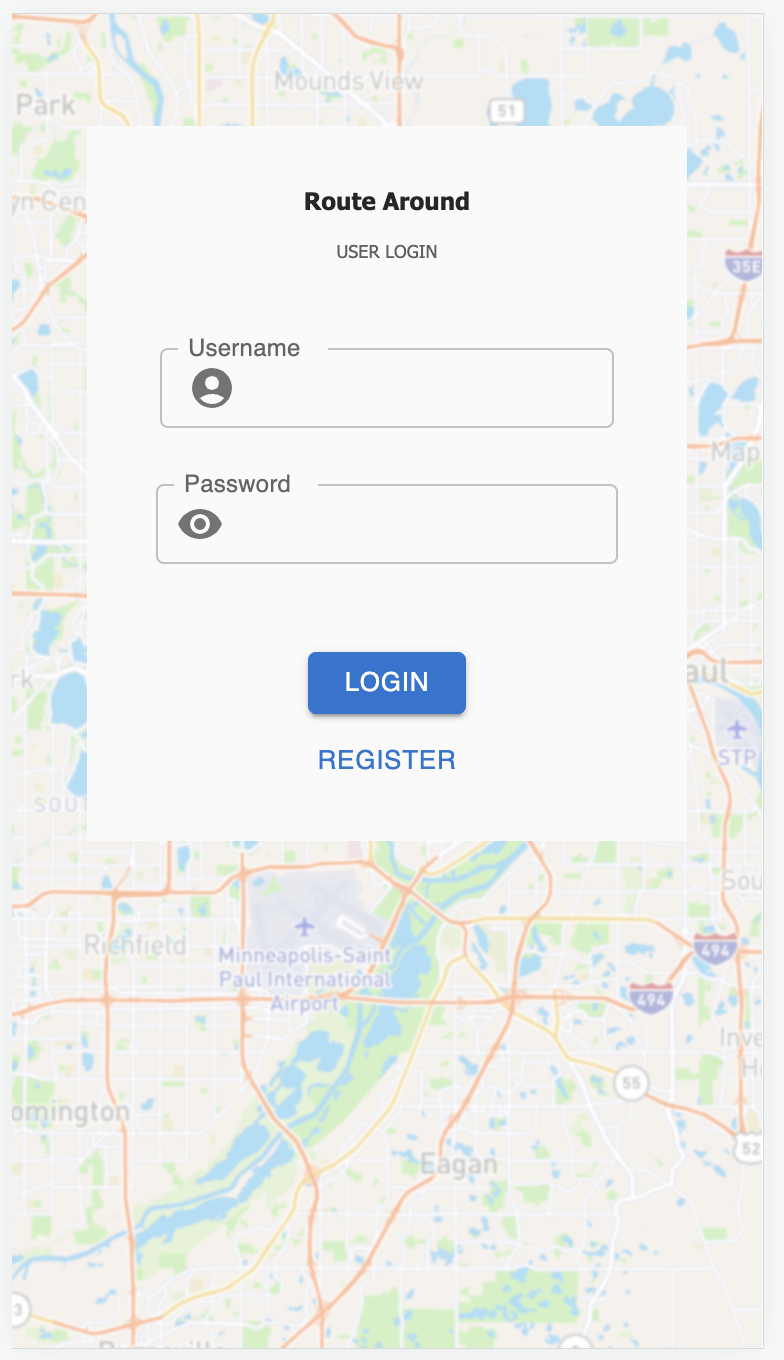 Mounds View
Park
51
yn Cen
Route Around
USER LOGIN
35E
Username
Map
Password
rk
aul
LOGIN
STP
REGISTER
SOUT
Sou
Richfield
494
Minneapolis-Saint
Paul International
Airport
494
Inve
H
55
omington
52
Eagan
3